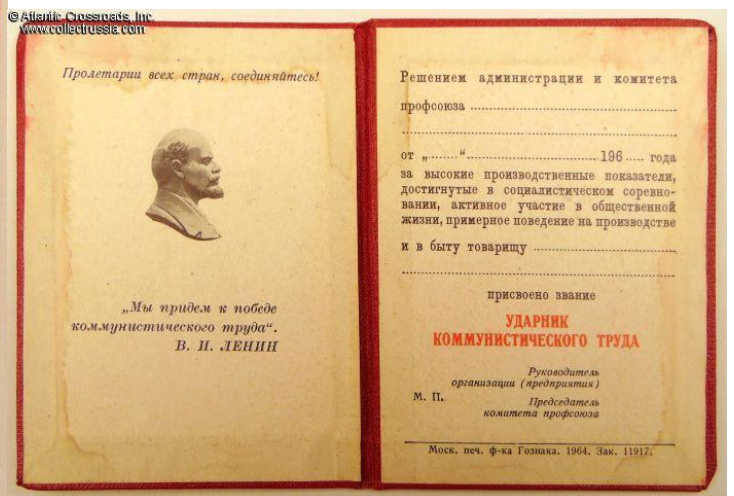 © Atlantic Crossroads, Inc.
www.collectrussia.com
Пролетарии всех стран, соединяйтесь!
„Мы придем к победе
коммунистического труда“.
В. И. ЛЕНИН
Решением администрации и комитета
профсоюза ........................................
........................................................
от „.......“ ........................... 196..... года
за высокие производственные показатели,
достигнутые в социалистическом соревно-
вании, активное участие в общественной
жизни, примерное поведение на производстве
и в быту товарищу .............................
........................................................
присвоено звание
УДАРНИК
КОММУНИСТИЧЕСКОГО ТРУДА
Руководитель
организации (предприятия)
М. П.
Председатель
комитета профсоюза
Моск. печ. ф-ка Гознака. 1964. Зак. 11917.